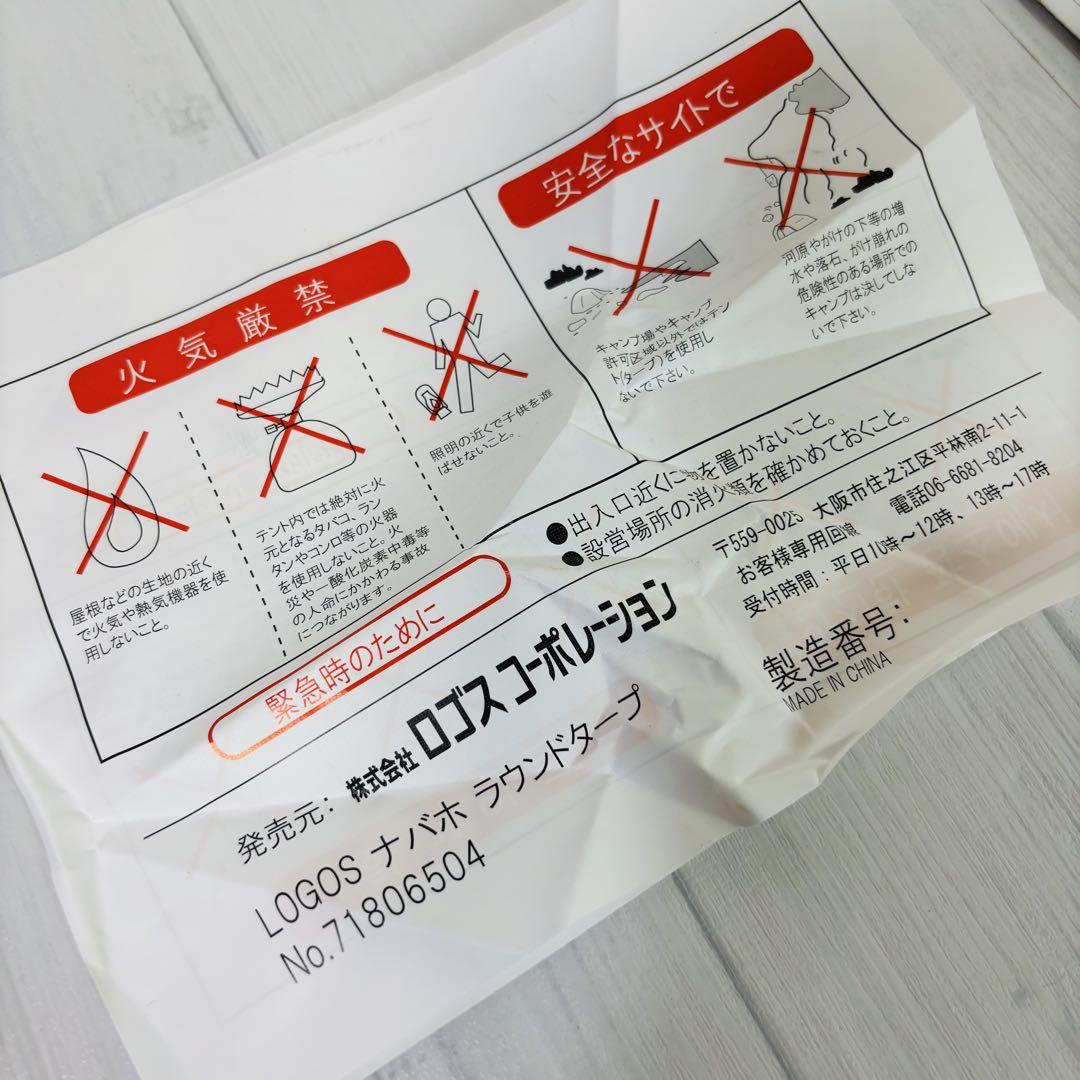 火気厳禁
屋根などの生地の近く
で火気や熱気機器を使
用しないこと。
テント内では絶対に火
元となるタバコ、ラン
タンやコンロ等の火器
を使用しないこと。火
災や一酸化炭素中毒等
の人命にかかわる事故
につながります。
照明の近くで子供を遊
ばせないこと。
安全なサイトで
キャンプ場やキャンプ
許可区域以外ではテン
ト(タープ)を使用し
ないで下さい。
河原やがけの下等の増
水や落石、がけ崩れの
危険性のある場所での
キャンプは決してしな
いで下さい。
緊急時のために
●出入口近くに を置かないこと。
●設営場所の消 を確かめておくこと。
発売元: 株式会社 ロゴス コーポレーション
〒559-0025 大阪市住之江区平林南2-11-1
お客様専用回線 電話06-6681-8204
受付時間:平日 時〜12時、13時〜17時
LOGOS ナバホ ラウンドタープ
No.71806504
製造番号:
MADE IN CHINA